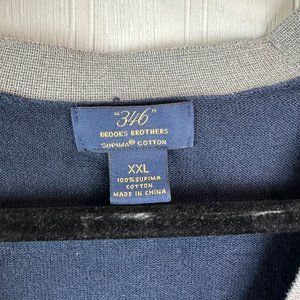 "346"
BROOKS BROTHERS
SUPIMA® COTTON
XXL
100% SUPIMA
COTTON
MADE IN CHINA